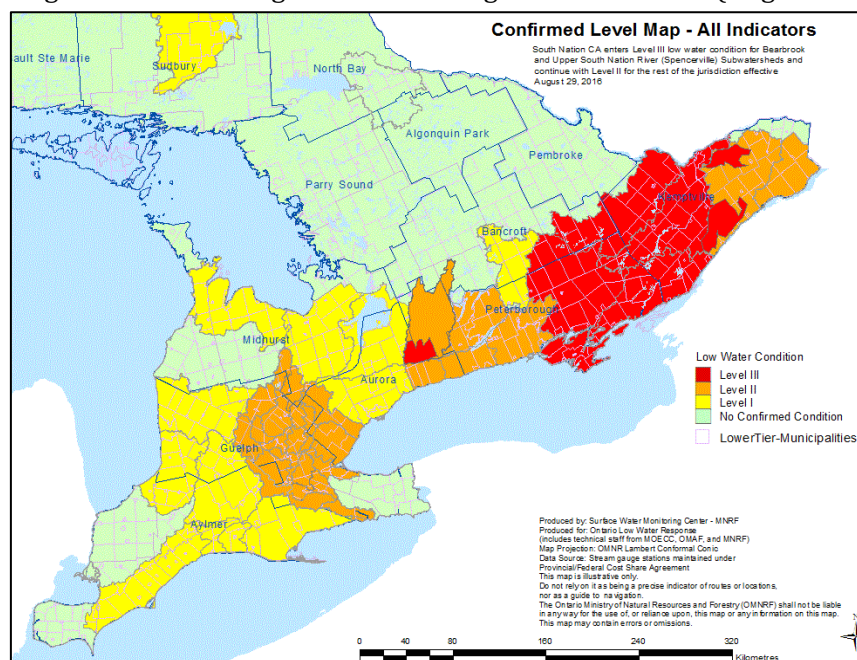 Confirmed Level Map - All Indicators
South Nation CA enters Level III low water condition for Bearbrook
and Upper South Nation River (Spencerville) Subwatersheds and
continue with Level II for the rest of the jurisdiction effective
August 29, 2016
ault Ste Marie
Sudbury
North Bay
Algonquin Park
Pembroke
Parry Sound
Bancroft
Peterborough
Midhurst
Aurora
Guelph
Aylmer
Low Water Condition
Level III
Level II
Level I
No Confirmed Condition
LowerTier-Municipalities
Produced by: Surface Water Monitoring Center - MNRF
Produced for: Ontario Low Water Response
(includes technical staff from MOECC, OMAF, and MNRF)
Map Projection: OMNR Lambert Conformal Conic
Data Source: Stream gauge stations maintained under
Provincial/Federal Cost Share Agreement
This map is illustrative only.
Do not rely on it as being a precise indicator of routes or locations,
nor as a guide to navigation.
The Ontario Ministry of Natural Resources and Forestry (OMNRF) shall not be liable
in any way for the use of, or reliance upon, this map or any information on this map.
This map may contain errors or omissions.
0 20 40 80 160 240 320
Kilometres